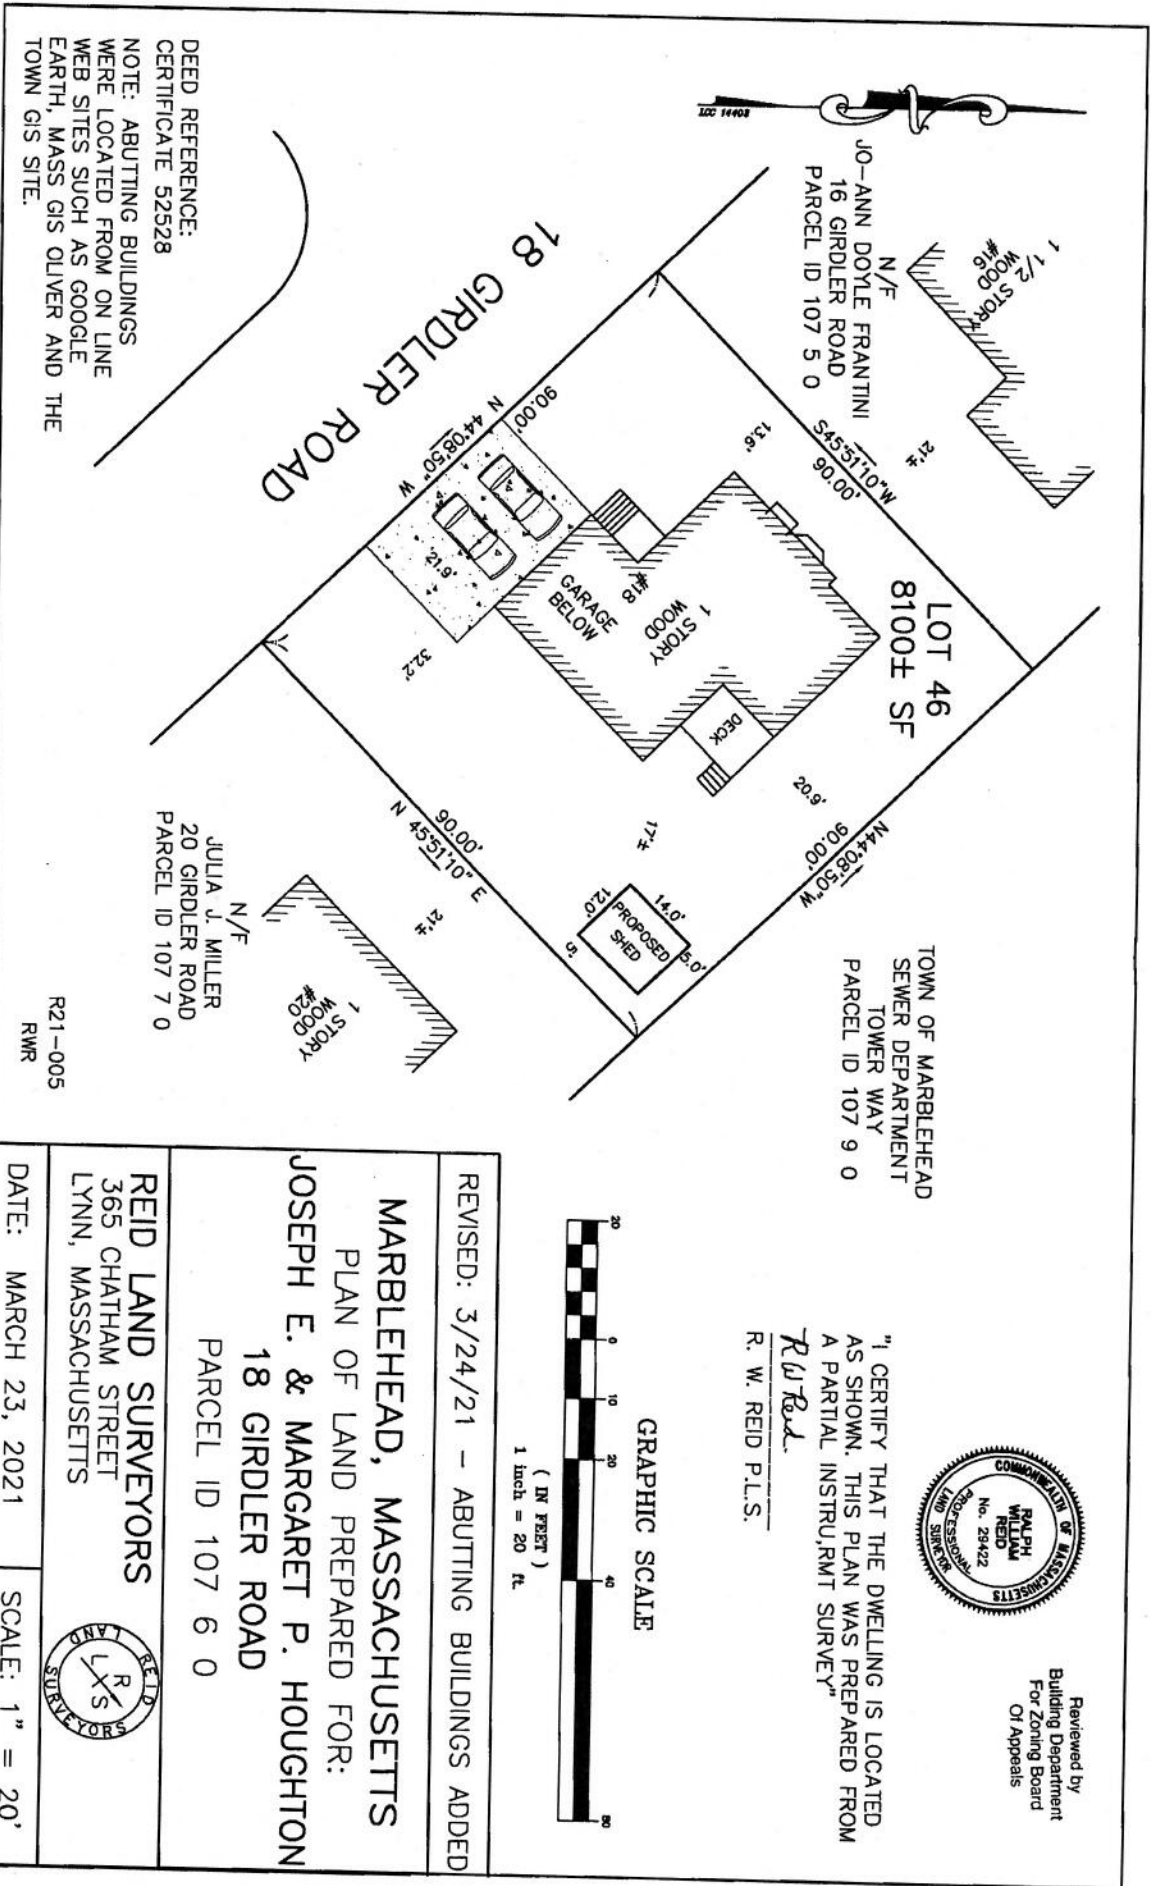 LCC 14403
1 1/2 STORY
WOOD
#16
N/F
JO-ANN DOYLE FRANTINI
16 GIRDLER ROAD
PARCEL ID 107 5 0
21'±
S45°51'10"W
90.00'
13.6'
LOT 46
8100± SF
18 GIRDLER ROAD
90.00'
N 44°08'50" W
21.9'
GARAGE
BELOW
1 STORY
WOOD
#18
DECK
32.2'
20.9'
17'±
N44°08'50"W
90.00'
14.0'
12.0'
PROPOSED
SHED
5.0'
5'
90.00'
N 45°51'10" E
21'±
1 STORY
WOOD
#20
N/F
JULIA J. MILLER
20 GIRDLER ROAD
PARCEL ID 107 7 0
TOWN OF MARBLEHEAD
SEWER DEPARTMENT
TOWER WAY
PARCEL ID 107 9 0
DEED REFERENCE:
CERTIFICATE 52528
NOTE: ABUTTING BUILDINGS
WERE LOCATED FROM ON LINE
WEB SITES SUCH AS GOOGLE
EARTH, MASS GIS OLIVER AND THE
TOWN GIS SITE.
R21-005
RWR
Reviewed by
Building Department
For Zoning Board
Of Appeals
COMMONWEALTH OF MASSACHUSETTS
RALPH
WILLIAM
REID
No. 29422
PROFESSIONAL
LAND SURVEYOR
"I CERTIFY THAT THE DWELLING IS LOCATED
AS SHOWN. THIS PLAN WAS PREPARED FROM
A PARTIAL INSTRU,RMT SURVEY"
RW Reid.
R. W. REID P.L.S.
GRAPHIC SCALE
20 0 10 20 40 80
( IN FEET )
1 inch = 20 ft.
REVISED: 3/24/21 - ABUTTING BUILDINGS ADDED
MARBLEHEAD, MASSACHUSETTS
PLAN OF LAND PREPARED FOR:
JOSEPH E. & MARGARET P. HOUGHTON
18 GIRDLER ROAD
PARCEL ID 107 6 0
REID LAND SURVEYORS
365 CHATHAM STREET
LYNN, MASSACHUSETTS
REID
LAND
SURVEYORS
R
L S
DATE: MARCH 23, 2021
SCALE: 1" = 20'